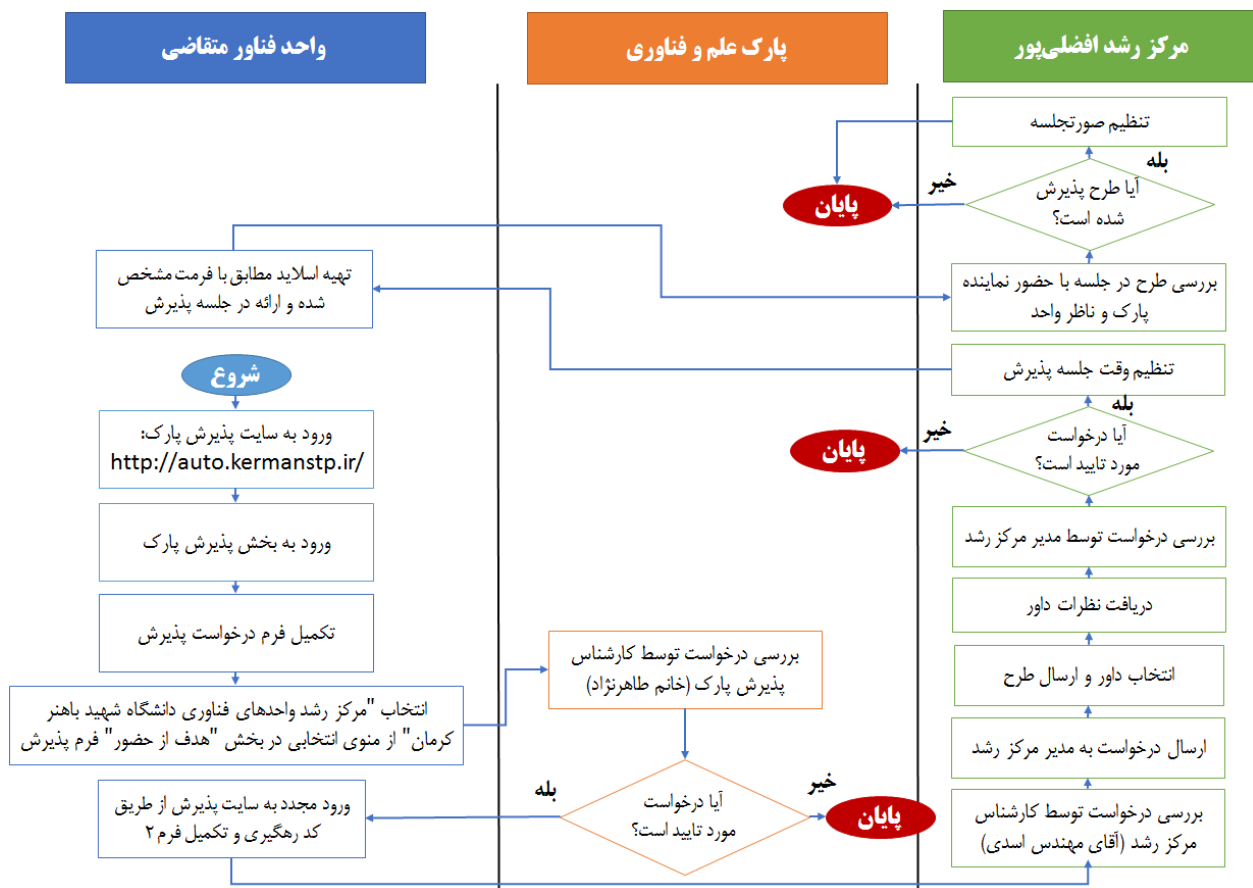 مرکز رشد افضلی‌پور
پارک علم و فناوری
واحد فناور متقاضی
شروع
ورود به سایت پذیرش پارک:
http://auto.kermanstp.ir/
ورود به بخش پذیرش پارک
تکمیل فرم درخواست پذیرش
انتخاب "مرکز رشد واحدهای فناوری دانشگاه شهید باهنر
کرمان" از منوی انتخابی در بخش "هدف از حضور" فرم پذیرش
بررسی درخواست توسط کارشناس
پذیرش پارک (خانم طاهرنژاد)
آیا درخواست
مورد تایید است؟
خیر
پایان
بله
ورود مجدد به سایت پذیرش از طریق
کد رهگیری و تکمیل فرم ۲
بررسی درخواست توسط کارشناس
مرکز رشد (آقای مهندس اسدی)
ارسال درخواست به مدیر مرکز رشد
انتخاب داور و ارسال طرح
دریافت نظرات داور
بررسی درخواست توسط مدیر مرکز رشد
آیا درخواست
مورد تایید است؟
خیر
پایان
بله
تنظیم وقت جلسه پذیرش
تهیه اسلاید مطابق با فرمت مشخص
شده و ارائه در جلسه پذیرش
بررسی طرح در جلسه با حضور نماینده
پارک و ناظر واحد
آیا طرح پذیرش
شده است؟
خیر
پایان
بله
تنظیم صورتجلسه